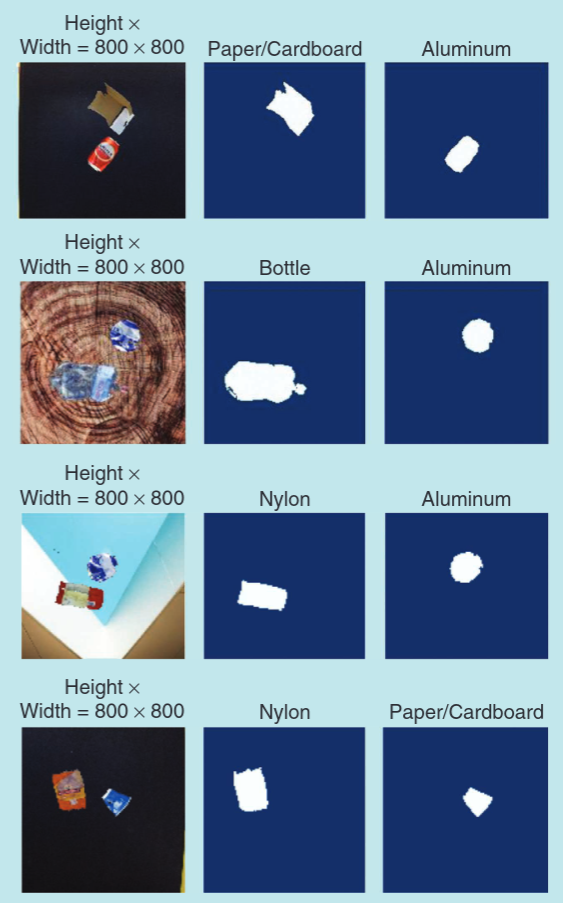 Height ×
Width = 800 × 800
Paper/Cardboard
Aluminum
Height ×
Width = 800 × 800
Bottle
Aluminum
Height ×
Width = 800 × 800
Nylon
Aluminum
Height ×
Width = 800 × 800
Nylon
Paper/Cardboard